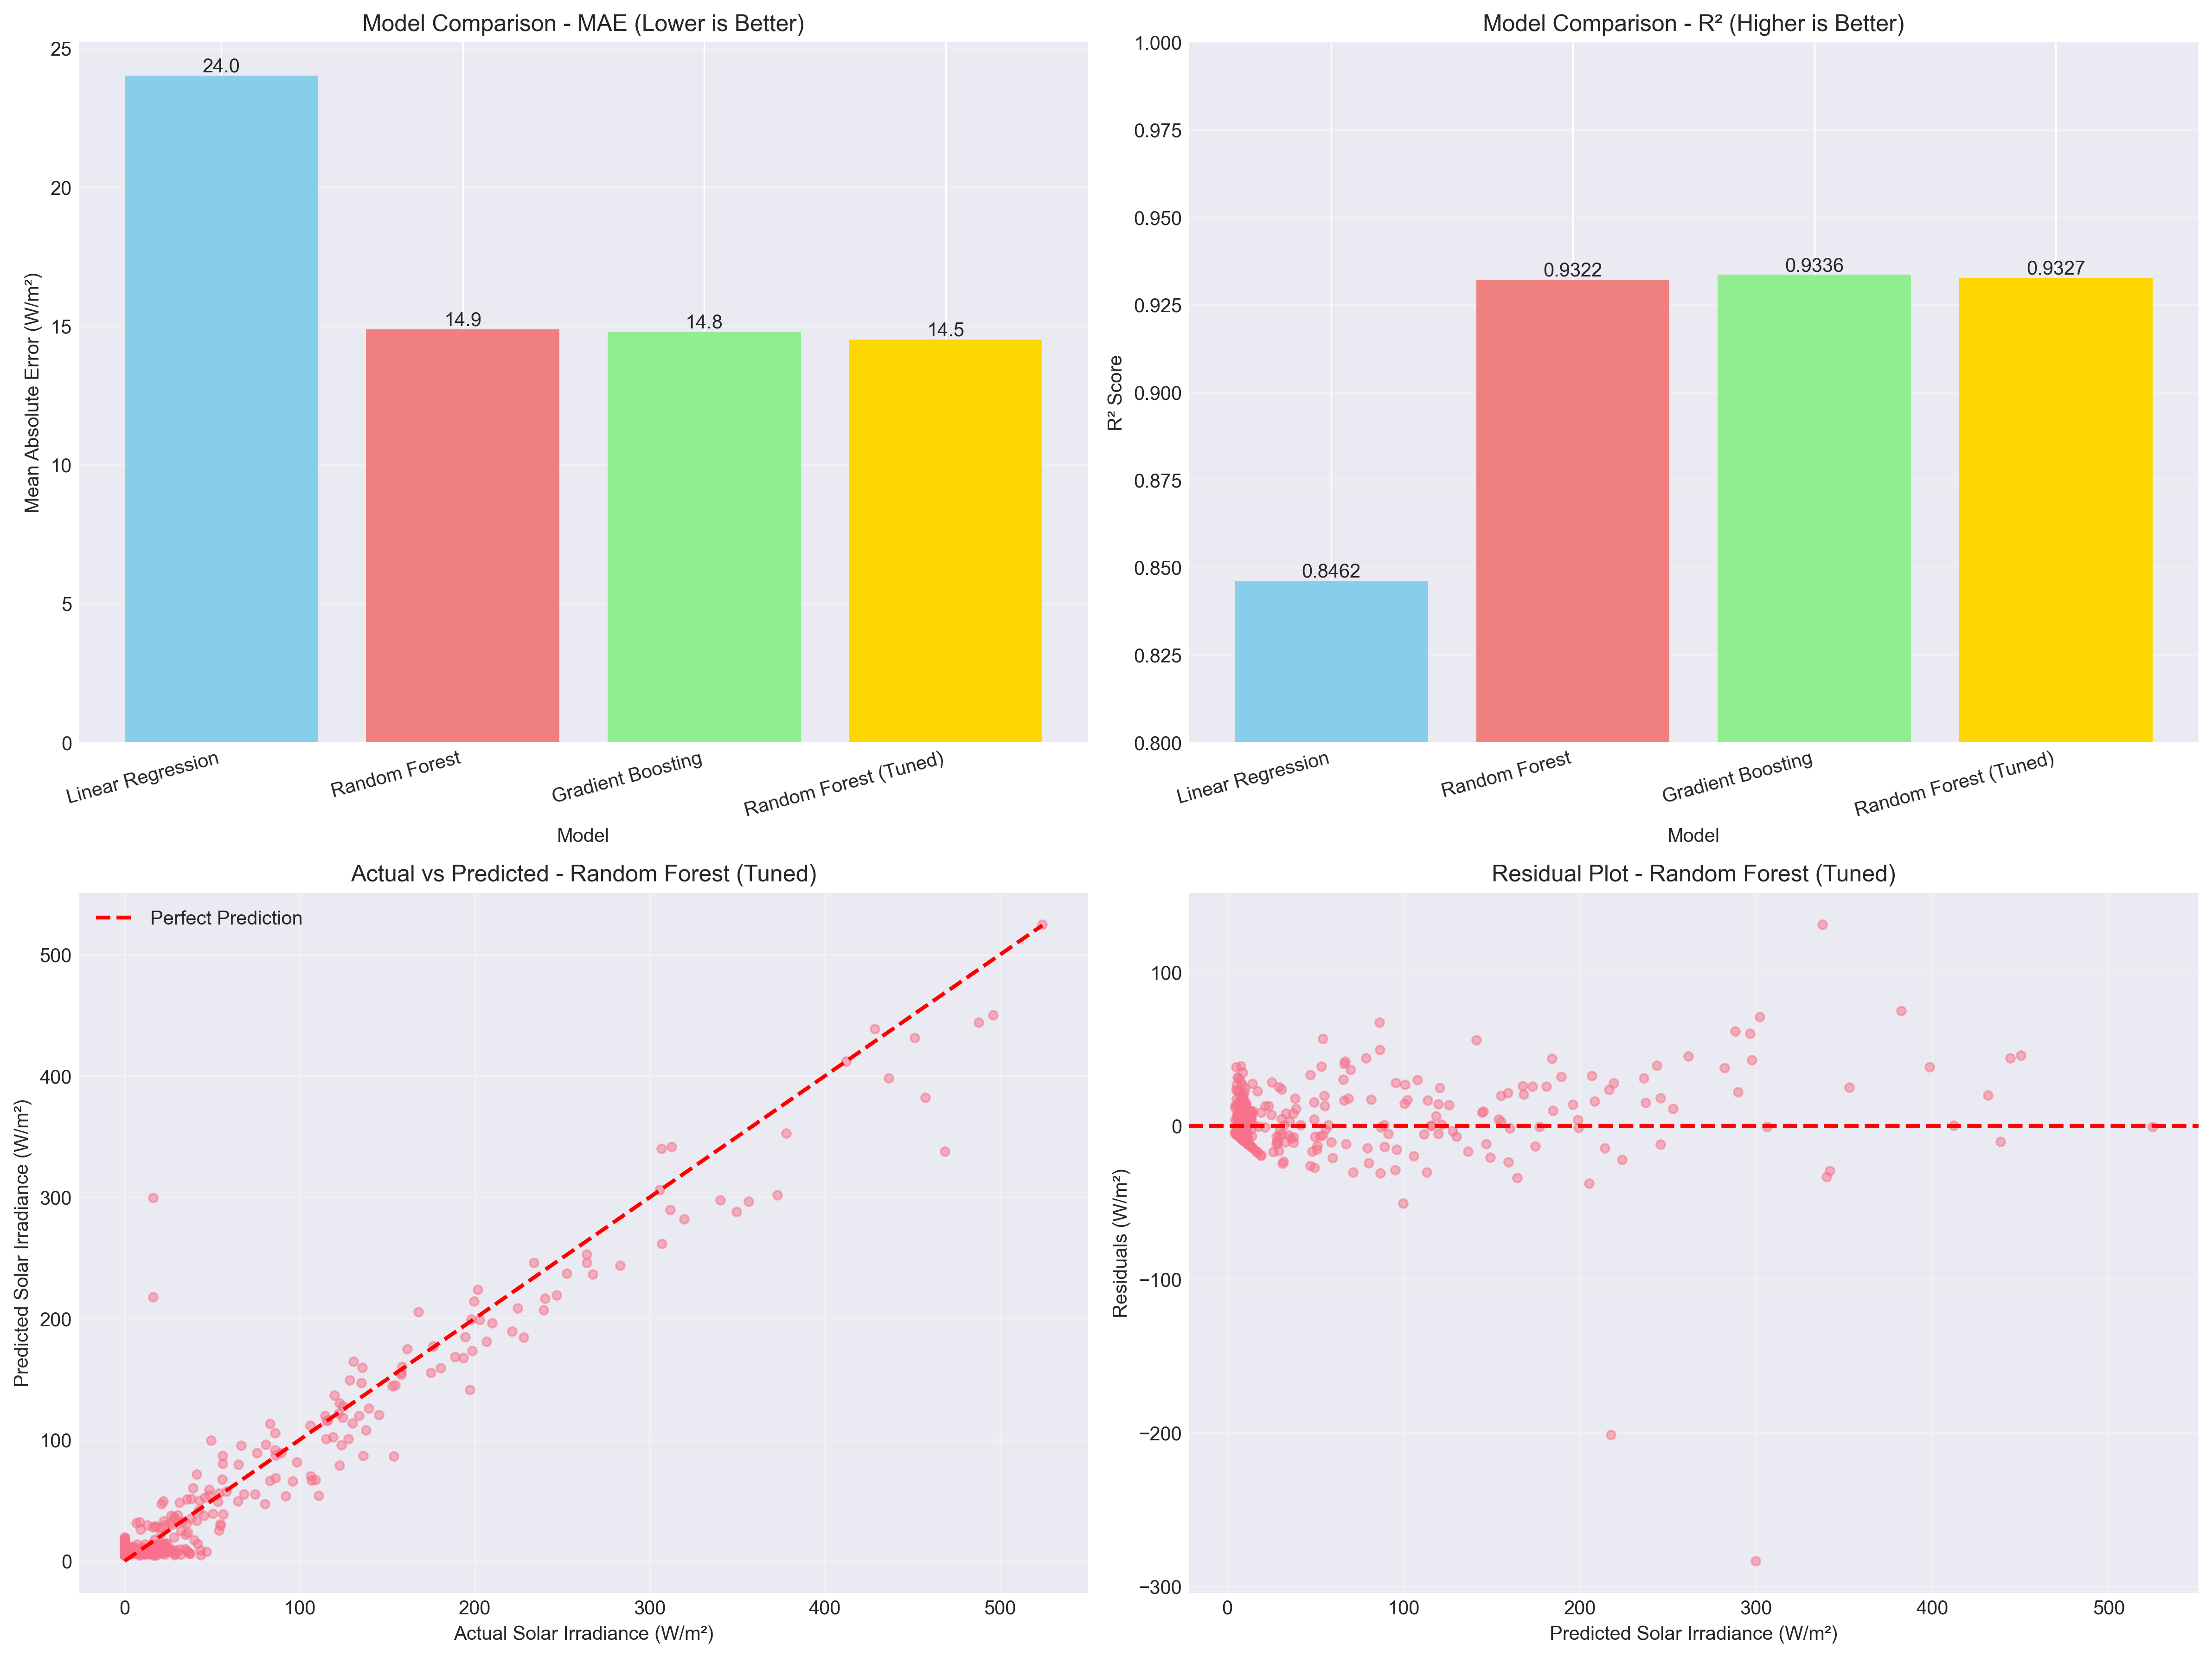 Model Comparison - MAE (Lower is Better)
Mean Absolute Error (W/m²)
25
20
15
10
5
0
24.0
14.9
14.8
14.5
Linear Regression
Random Forest
Gradient Boosting
Random Forest (Tuned)
Model
Model Comparison - R² (Higher is Better)
R² Score
1.000
0.975
0.950
0.925
0.900
0.875
0.850
0.825
0.800
0.8462
0.9322
0.9336
0.9327
Linear Regression
Random Forest
Gradient Boosting
Random Forest (Tuned)
Model
Actual vs Predicted - Random Forest (Tuned)
Perfect Prediction
Predicted Solar Irradiance (W/m²)
500
400
300
200
100
0
0 100 200 300 400 500
Actual Solar Irradiance (W/m²)
Residual Plot - Random Forest (Tuned)
Residuals (W/m²)
100
0
−100
−200
−300
0 100 200 300 400 500
Predicted Solar Irradiance (W/m²)